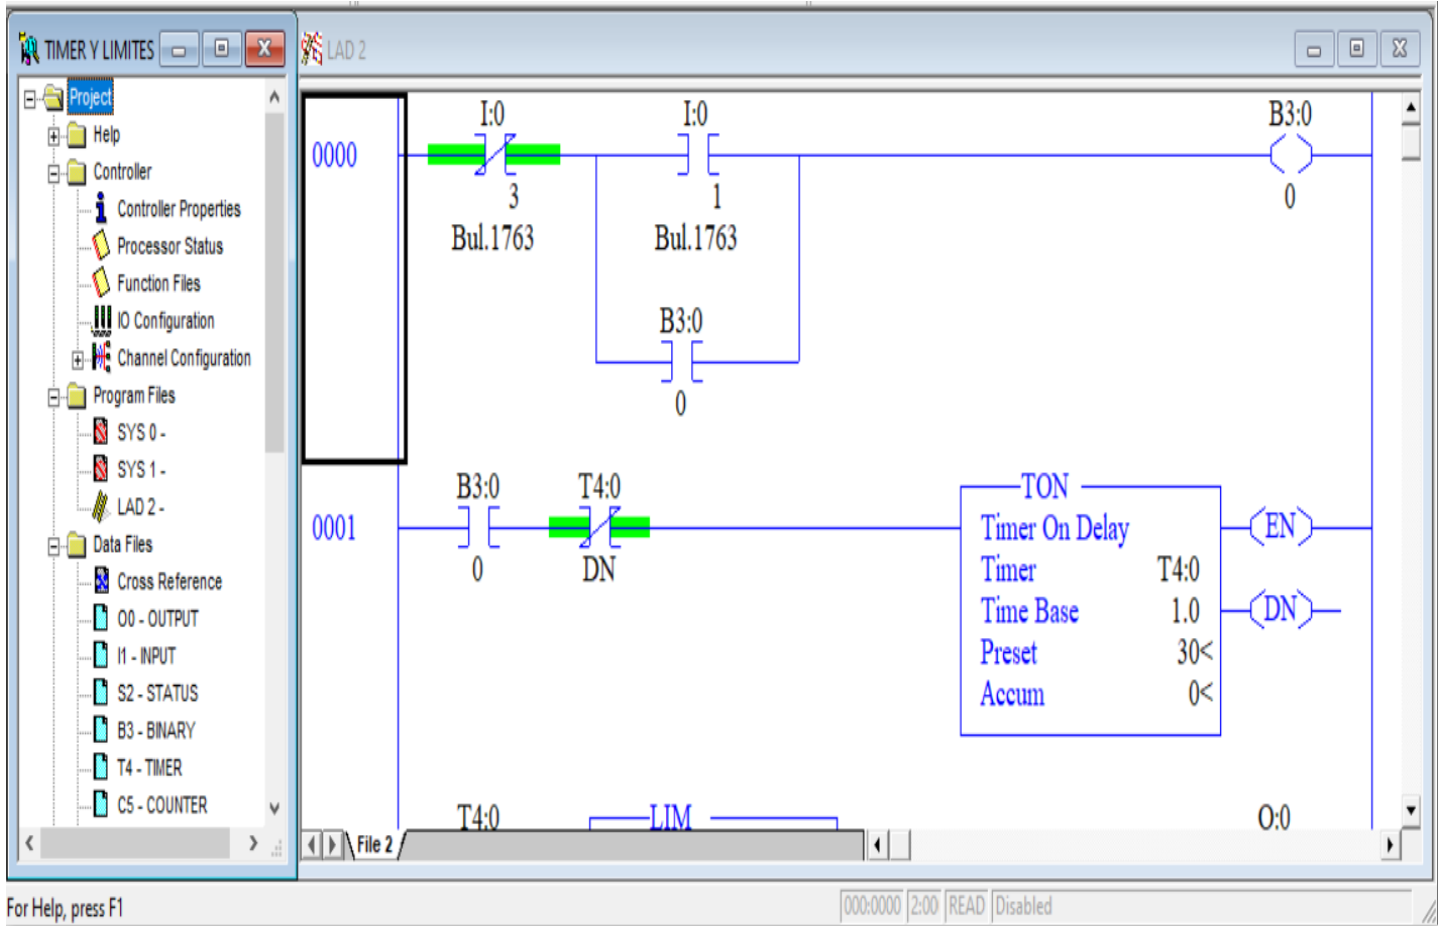 TIMER Y LIMITES
Project
Help
Controller
Controller Properties
Processor Status
Function Files
IO Configuration
Channel Configuration
Program Files
SYS 0 -
SYS 1 -
LAD 2 -
Data Files
Cross Reference
O0 - OUTPUT
I1 - INPUT
S2 - STATUS
B3 - BINARY
T4 - TIMER
C5 - COUNTER
LAD 2
I:0 I:0 B3:0
0000
3 1 0
Bul.1763 Bul.1763
B3:0
0
B3:0 T4:0 TON
0001 Timer On Delay EN
0 DN Timer T4:0
Time Base 1.0 DN
Preset 30<
Accum 0<
T4:0 LIM O:0
File 2
For Help, press F1 000:0000 2:00 READ Disabled